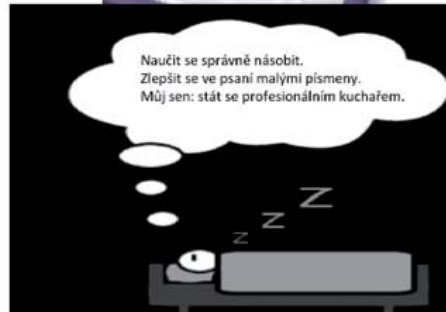 Naučit se správně násobit.
Zlepšit se ve psaní malými písmeny.
Můj sen: stát se profesionálním kuchařem.
z
z
z